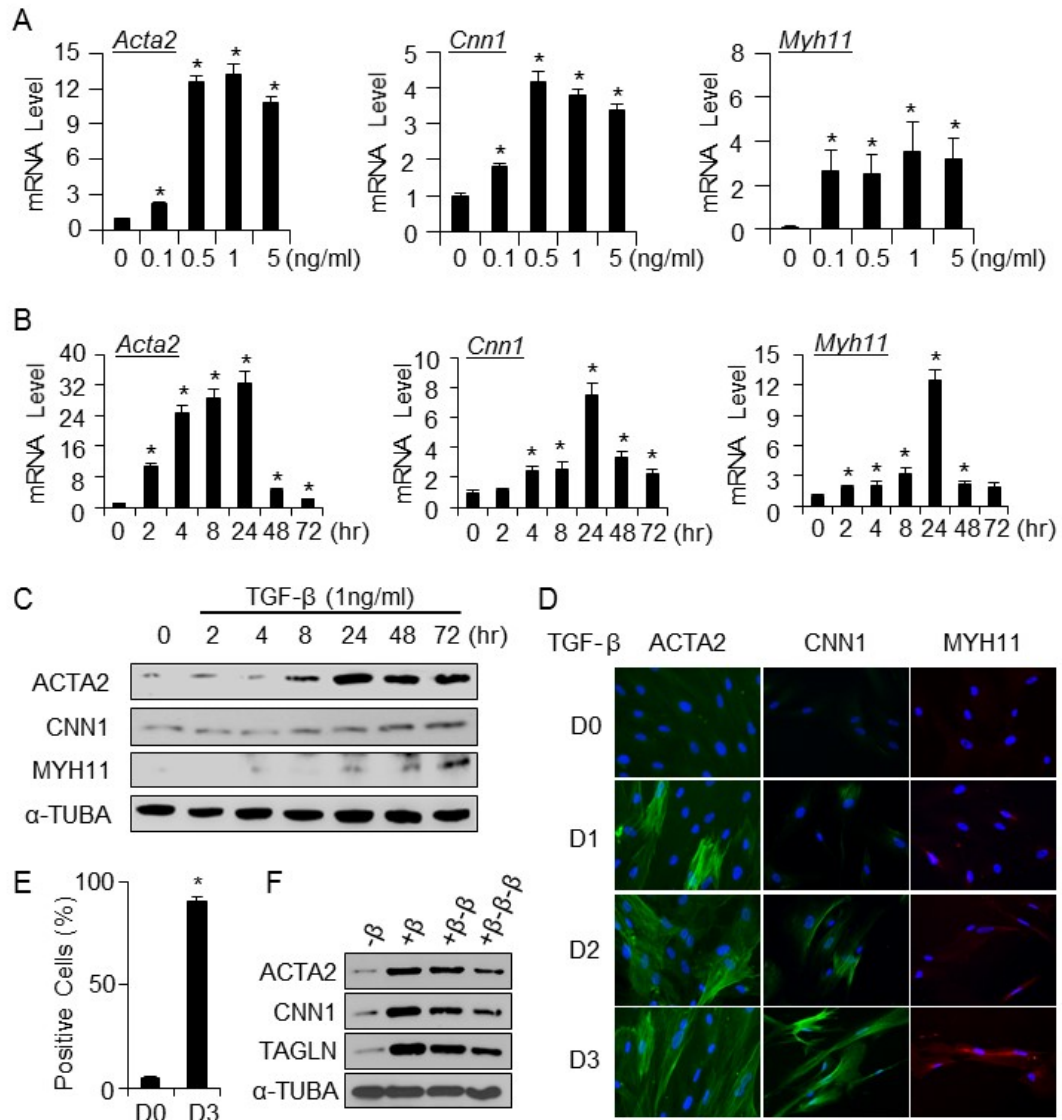 A
Acta2
mRNA Level
15
12
9
6
3
0
0 0.1 0.5 1 5 (ng/ml)
* * * *
Cnn1
mRNA Level
5
4
3
2
1
0
0 0.1 0.5 1 5 (ng/ml)
* * * *
Myh11
mRNA Level
8
6
4
2
0
0 0.1 0.5 1 5 (ng/ml)
* * * *
B
Acta2
mRNA Level
40
32
24
16
8
0
0 2 4 8 24 48 72 (hr)
* * * * * *
Cnn1
mRNA Level
10
8
6
4
2
0
0 2 4 8 24 48 72 (hr)
* * * * *
Myh11
mRNA Level
15
12
9
6
3
0
0 2 4 8 24 48 72 (hr)
* * * * *
C
TGF-β (1ng/ml)
0 2 4 8 24 48 72 (hr)
ACTA2
CNN1
MYH11
α-TUBA
D
TGF-β ACTA2 CNN1 MYH11
D0
D1
D2
D3
E
Positive Cells (%)
100
50
0
*
D0 D3
F
-β +β +β-β +β-β-β
ACTA2
CNN1
TAGLN
α-TUBA